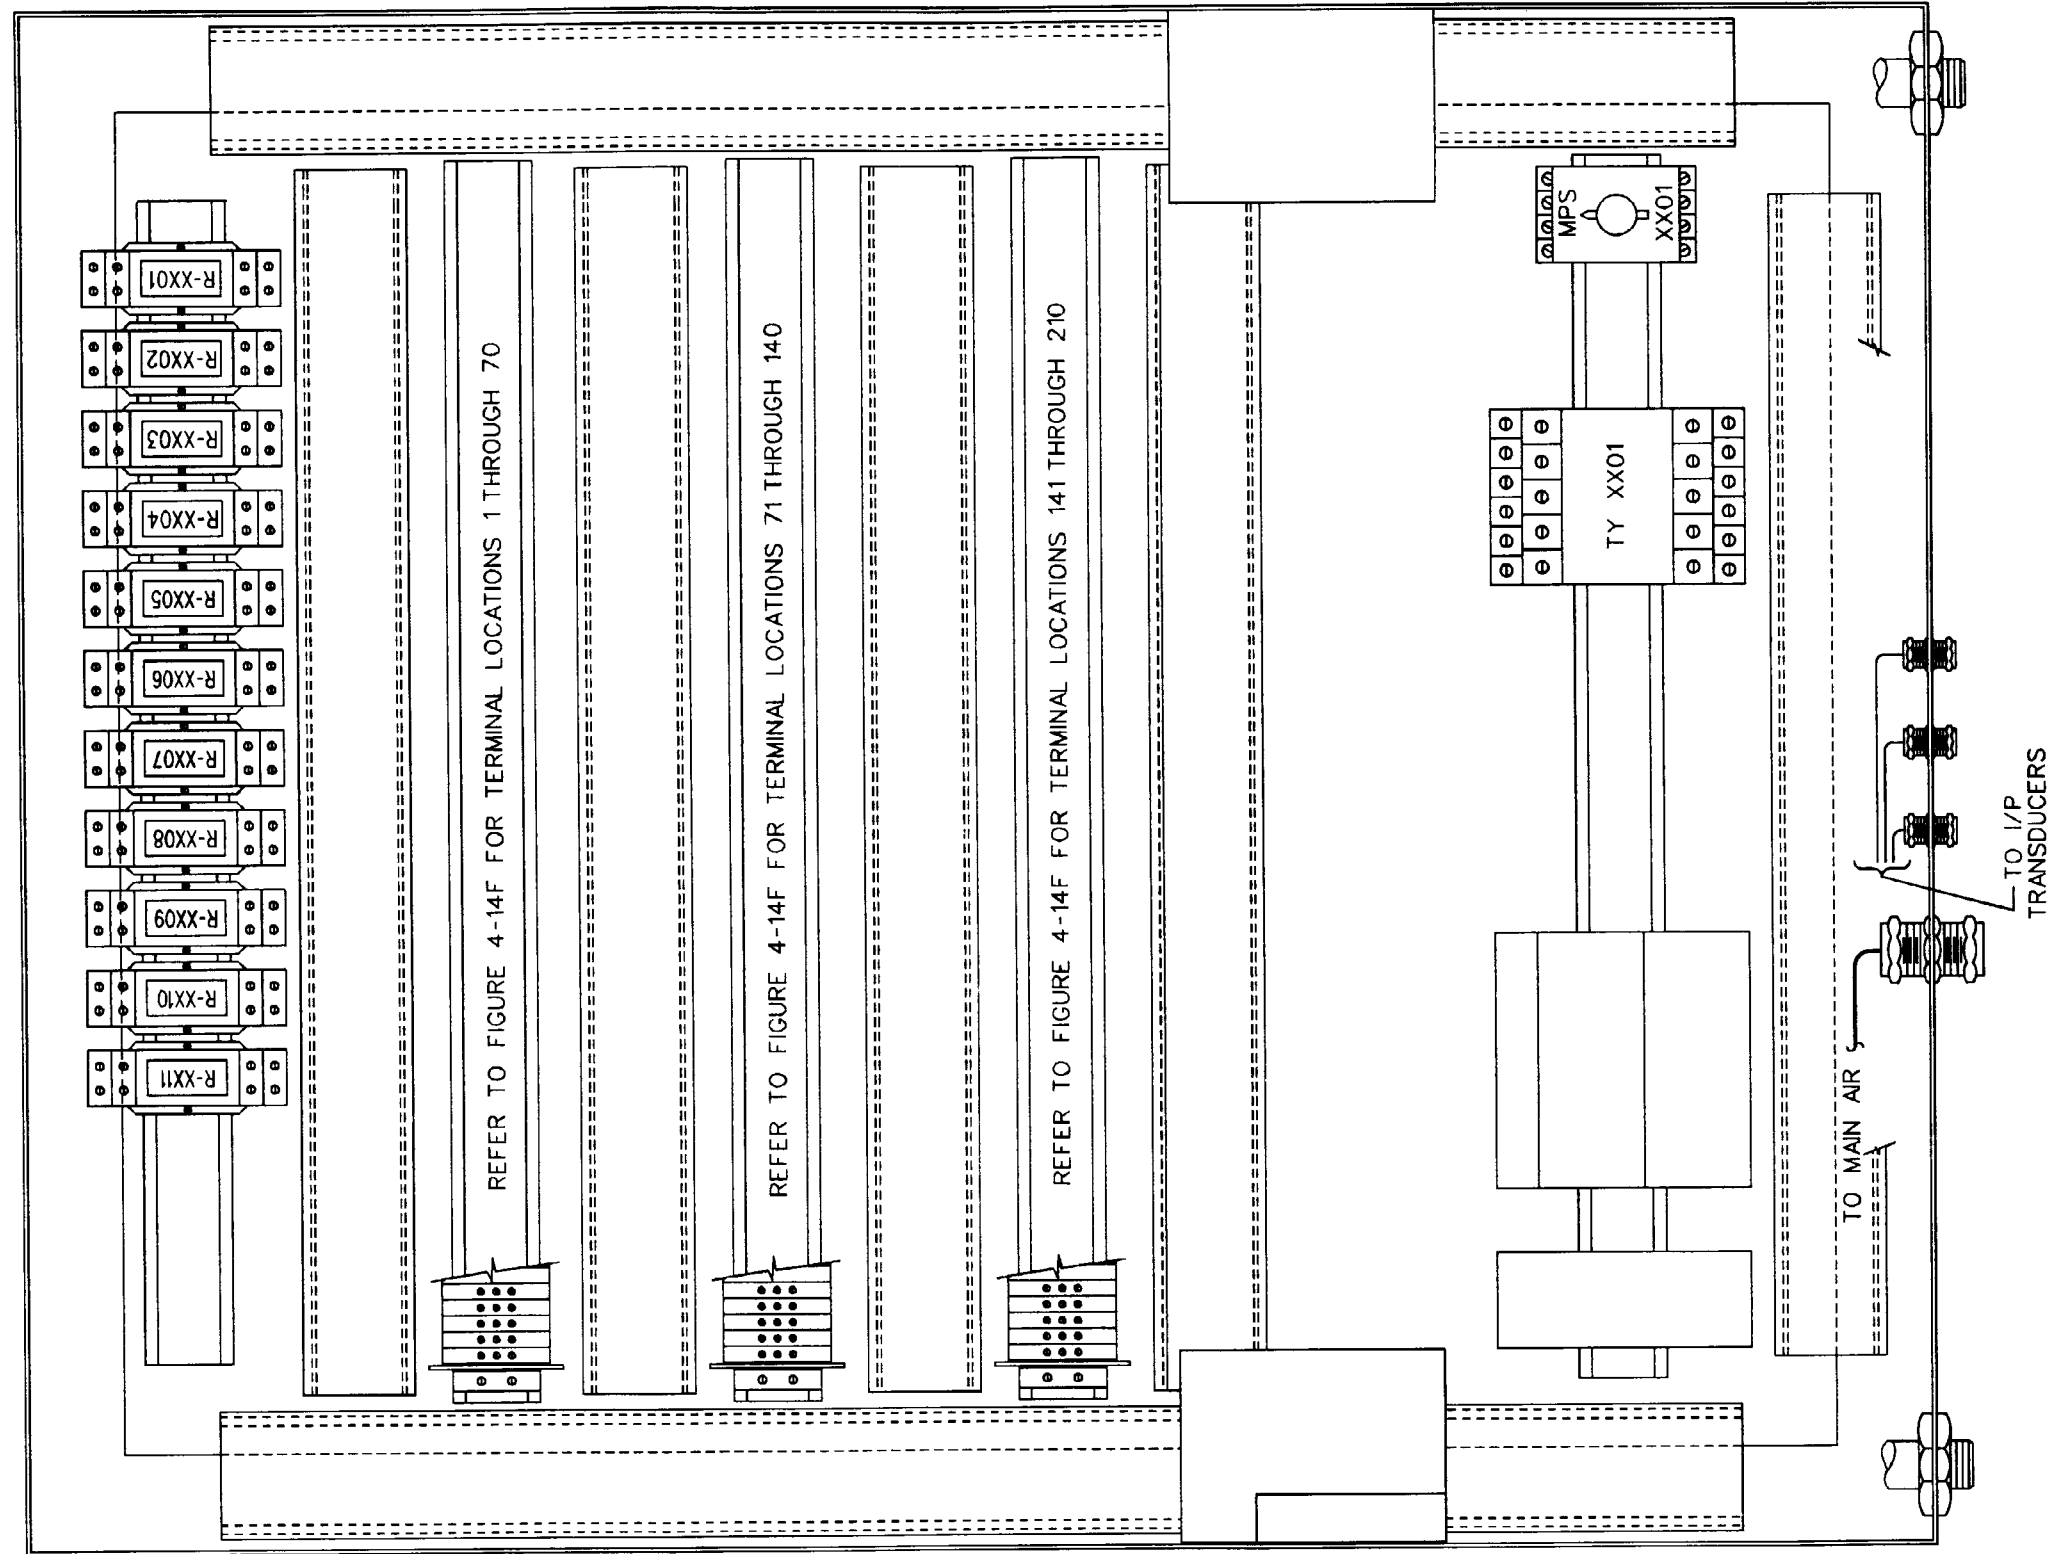 R-XX01
R-XX02
R-XX03
R-XX04
R-XX05
R-XX06
R-XX07
R-XX08
R-XX09
R-XX10
R-XX11
REFER TO FIGURE 4-14F FOR TERMINAL LOCATIONS 1 THROUGH 70
REFER TO FIGURE 4-14F FOR TERMINAL LOCATIONS 71 THROUGH 140
REFER TO FIGURE 4-14F FOR TERMINAL LOCATIONS 141 THROUGH 210
MPS
XX01
TY XX01
TO MAIN AIR
TO I/P
TRANSDUCERS